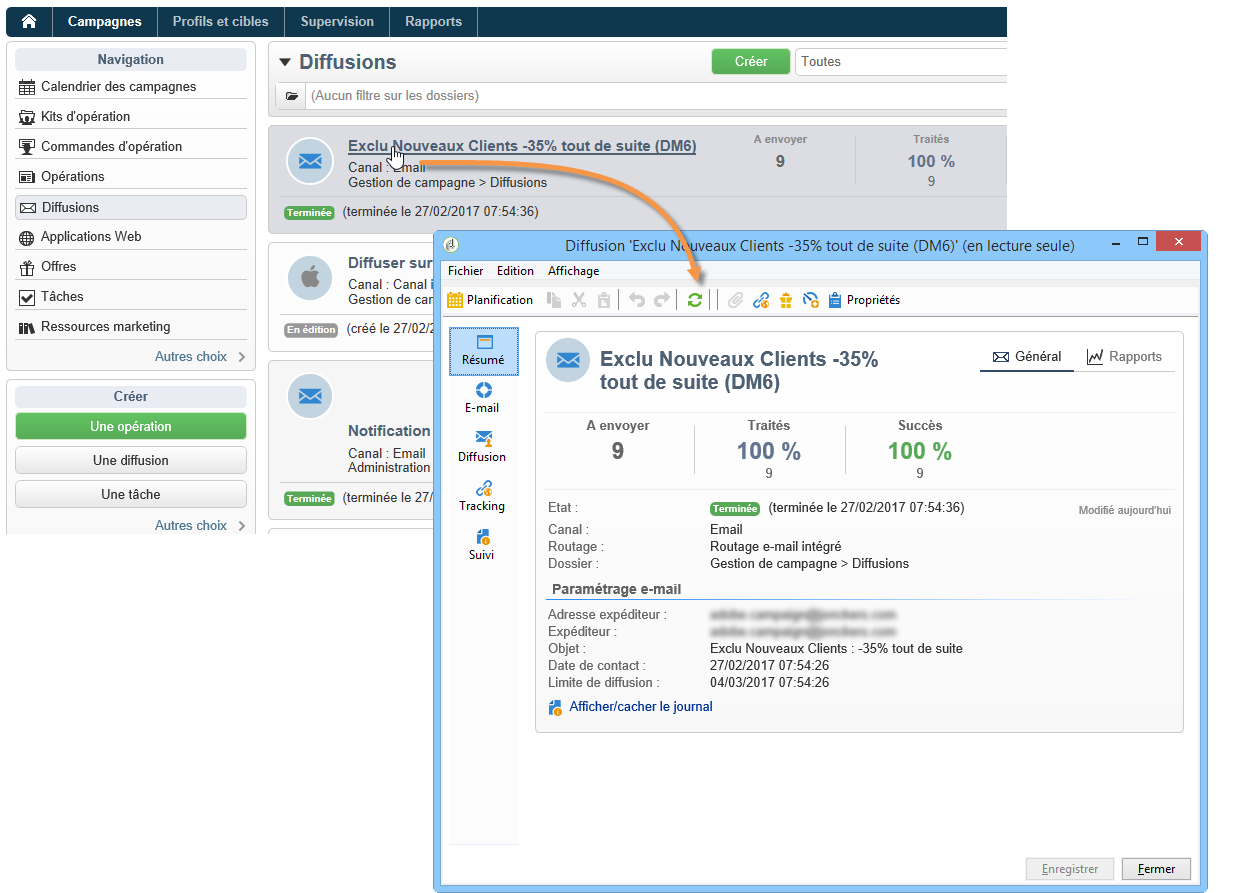 Campagnes
Profils et cibles
Supervision
Rapports
Navigation
Calendrier des campagnes
Kits d'opération
Commandes d'opération
Opérations
Diffusions
Applications Web
Offres
Tâches
Ressources marketing
Autres choix
Créer
Une opération
Une diffusion
Une tâche
Autres choix
Diffusions
Créer
Toutes
(Aucun filtre sur les dossiers)
Exclu Nouveaux Clients -35% tout de suite (DM6)
Canal : Email
Gestion de campagne > Diffusions
A envoyer
9
Traités
100 %
9
Terminée (terminée le 27/02/2017 07:54:36)
Diffuser sur
Canal : Canal i
Gestion de car
En édition (créé le 27/02/2
Notification
Canal : Email
Administration
Terminée (terminée le 27/
Diffusion 'Exclu Nouveaux Clients -35% tout de suite (DM6)' (en lecture seule)
Fichier Edition Affichage
Planification
Propriétés
Résumé
E-mail
Diffusion
Tracking
Suivi
Exclu Nouveaux Clients -35%
tout de suite (DM6)
Général
Rapports
A envoyer
9
Traités
100 %
9
Succès
100 %
9
Etat : Terminée (terminée le 27/02/2017 07:54:36)
Modifié aujourd'hui
Canal : Email
Routage : Routage e-mail intégré
Dossier : Gestion de campagne > Diffusions
Paramétrage e-mail
Adresse expéditeur :
Expéditeur :
Objet : Exclu Nouveaux Clients : -35% tout de suite
Date de contact : 27/02/2017 07:54:26
Limite de diffusion : 04/03/2017 07:54:26
Afficher/cacher le journal
Enregistrer
Fermer